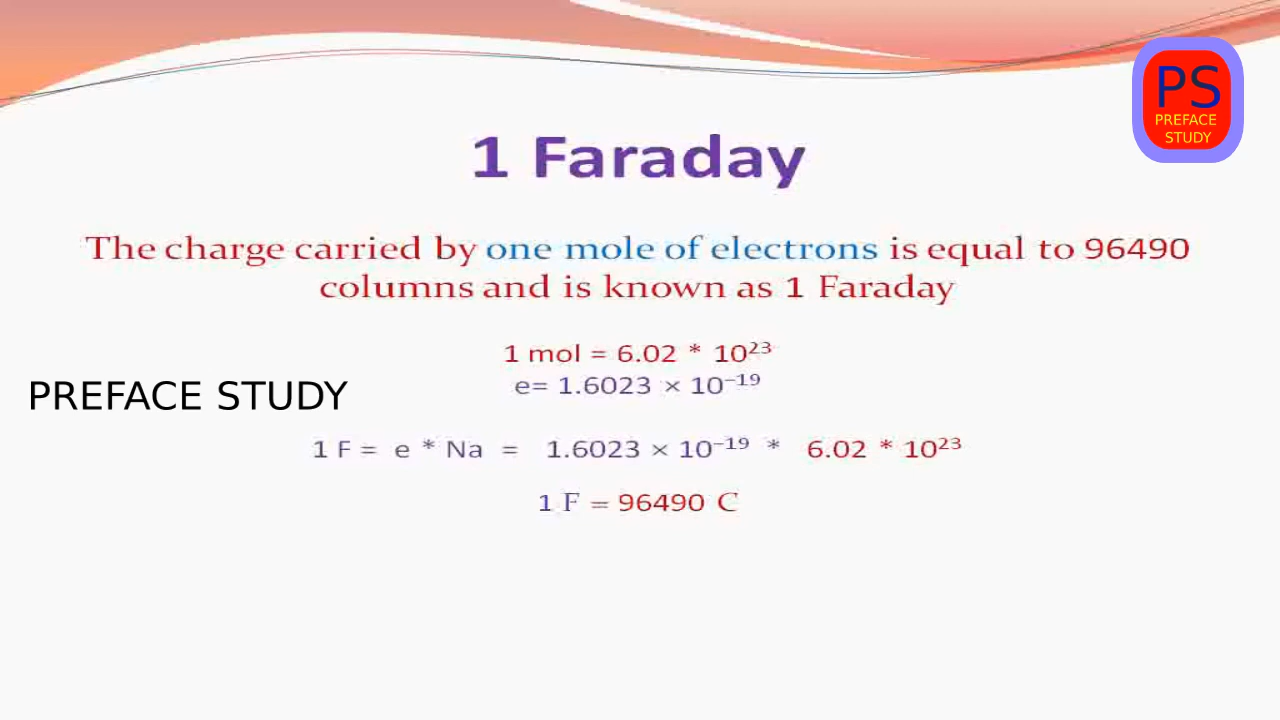 PS
PREFACE
STUDY
1 Faraday
The charge carried by one mole of electrons is equal to 96490
columns and is known as 1 Faraday
1 mol = 6.02 * 10²³
e= 1.6023 × 10⁻¹⁹
PREFACE STUDY
1 F = e * Na = 1.6023 × 10⁻¹⁹ * 6.02 * 10²³
1 F = 96490 C